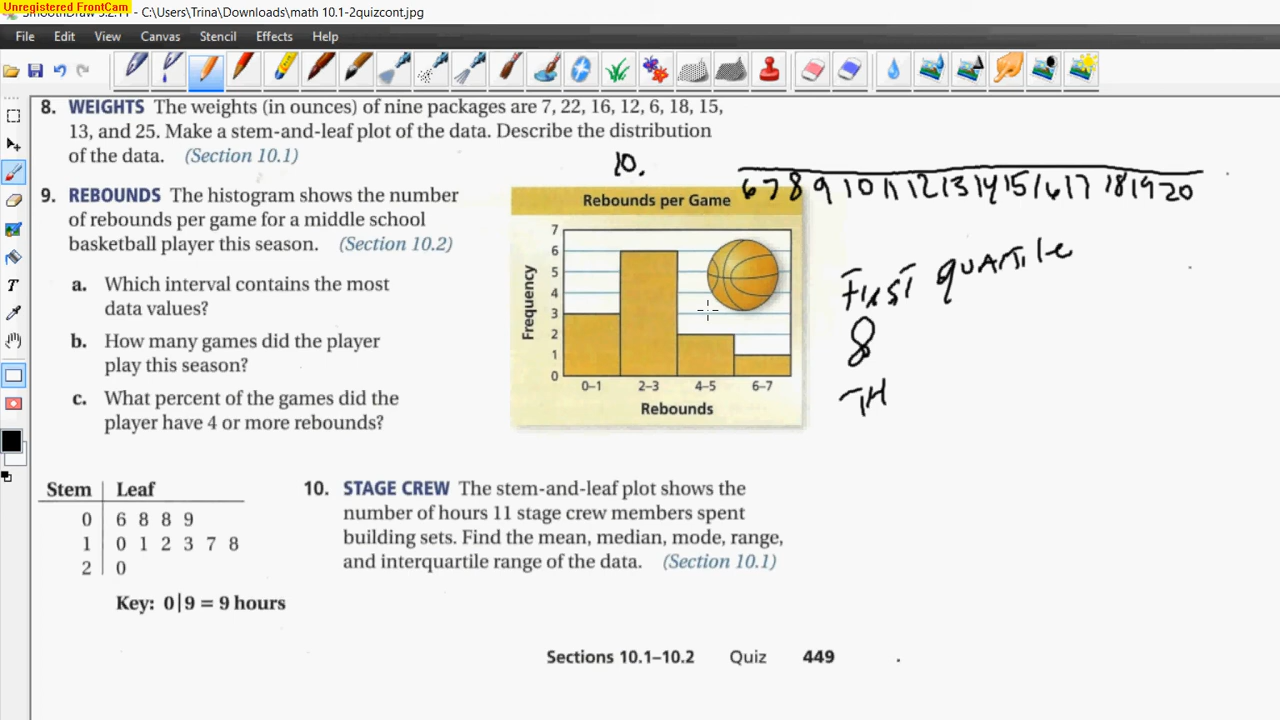 Unregistered FrontCam
SmoothDraw 3.2.11 - C:\Users\Trina\Downloads\math 10.1-2quizcont.jpg
File Edit View Canvas Stencil Effects Help
8. WEIGHTS The weights (in ounces) of nine packages are 7, 22, 16, 12, 6, 18, 15,
13, and 25. Make a stem-and-leaf plot of the data. Describe the distribution
of the data. (Section 10.1)
10.
6 7 8 9 10 11 12 13 14 15 16 17 18 19 20
9. REBOUNDS The histogram shows the number
of rebounds per game for a middle school
basketball player this season. (Section 10.2)
a. Which interval contains the most
data values?
b. How many games did the player
play this season?
c. What percent of the games did the
player have 4 or more rebounds?
Rebounds per Game
Frequency
7
6
5
4
3
2
1
0
0–1 2–3 4–5 6–7
Rebounds
First quartile
8
TH
Stem Leaf
0 6 8 8 9
1 0 1 2 3 7 8
2 0
Key: 0|9 = 9 hours
10. STAGE CREW The stem-and-leaf plot shows the
number of hours 11 stage crew members spent
building sets. Find the mean, median, mode, range,
and interquartile range of the data. (Section 10.1)
Sections 10.1–10.2 Quiz 449